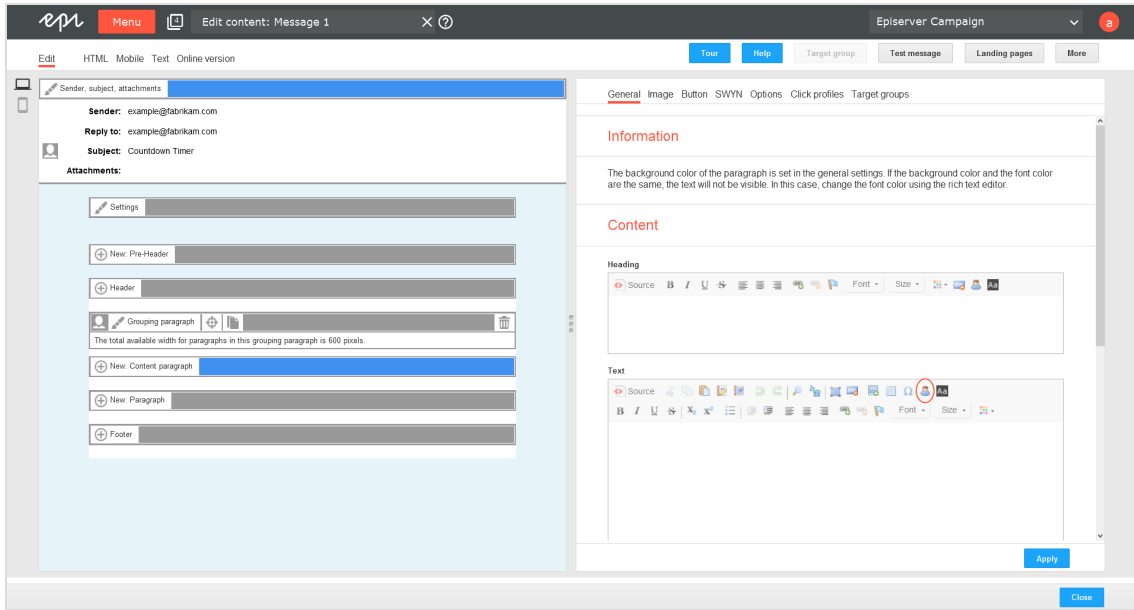 epi Menu 4 Edit content: Message 1 Episerver Campaign a
Edit HTML Mobile Text Online version Tour Help Target group Test message Landing pages More
Sender, subject, attachments
Sender: example@fabrikam.com
Reply to: example@fabrikam.com
Subject: Countdown Timer
Attachments:
Settings
New: Pre-Header
Header
Grouping paragraph
The total available width for paragraphs in this grouping paragraph is 600 pixels.
New: Content paragraph
New: Paragraph
Footer
General Image Button SWYN Options Click profiles Target groups
Information
The background color of the paragraph is set in the general settings. If the background color and the font color
are the same, the text will not be visible. In this case, change the font color using the rich text editor.
Content
Heading
Source B I U S Font Size Aa
Text
Source Ω Aa
B I U S X₂ X² Font Size
Apply
Close